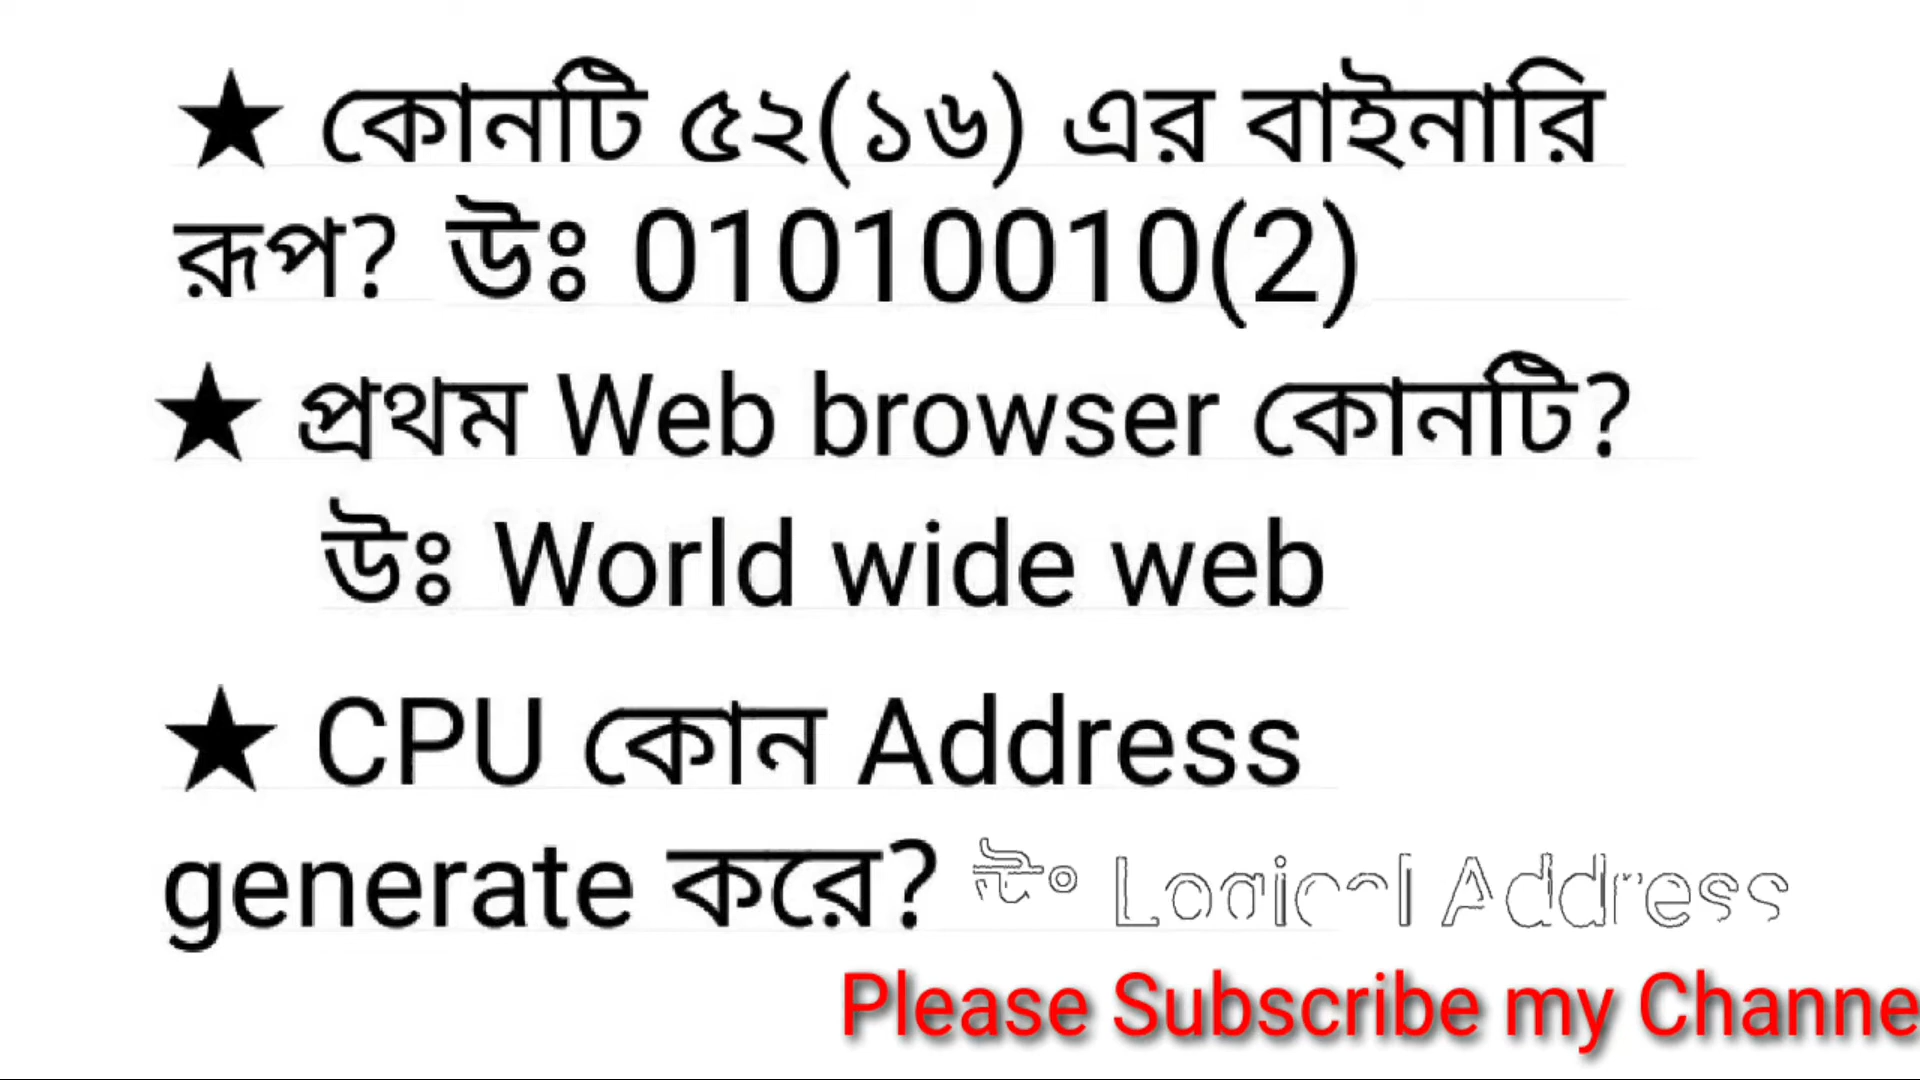 ★ কোনটি ৫২(১৬) এর বাইনারি
রূপ? উঃ 01010010(2)
★ প্রথম Web browser কোনটি?
উঃ World wide web
★ CPU কোন Address
generate করে? উঃ Logical Address
Please Subscribe my Channe